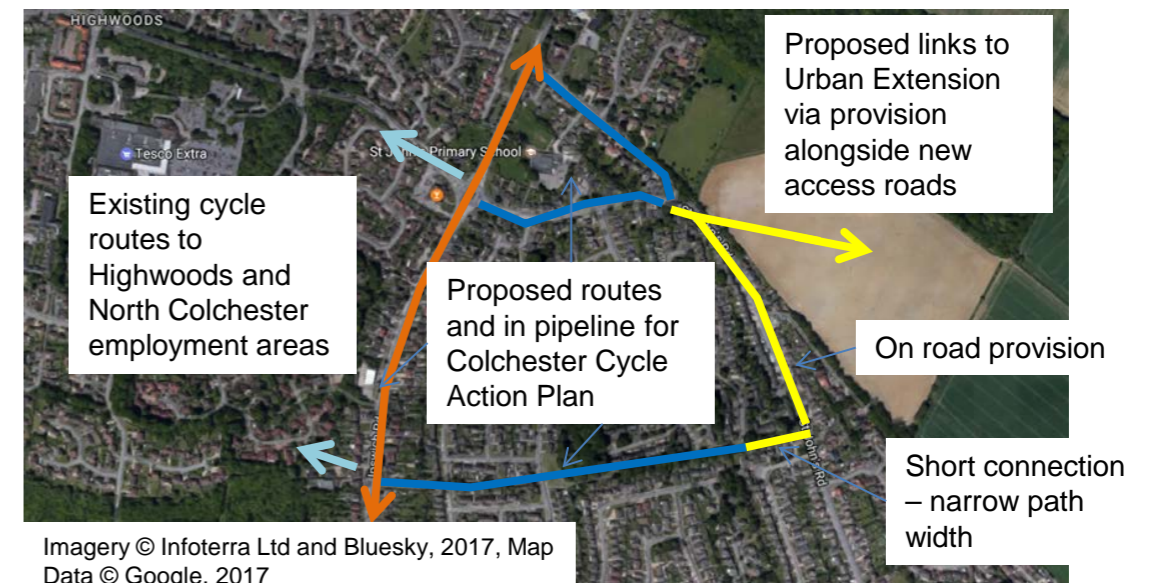 HIGHWOODS
Proposed links to
Urban Extension
via provision
alongside new
access roads
Tesco Extra
St John's Primary School
Existing cycle
routes to
Highwoods and
North Colchester
employment areas
Proposed routes
and in pipeline for
Colchester Cycle
Action Plan
On road provision
Short connection
– narrow path
width
Imagery © Infoterra Ltd and Bluesky, 2017, Map
Data © Google, 2017